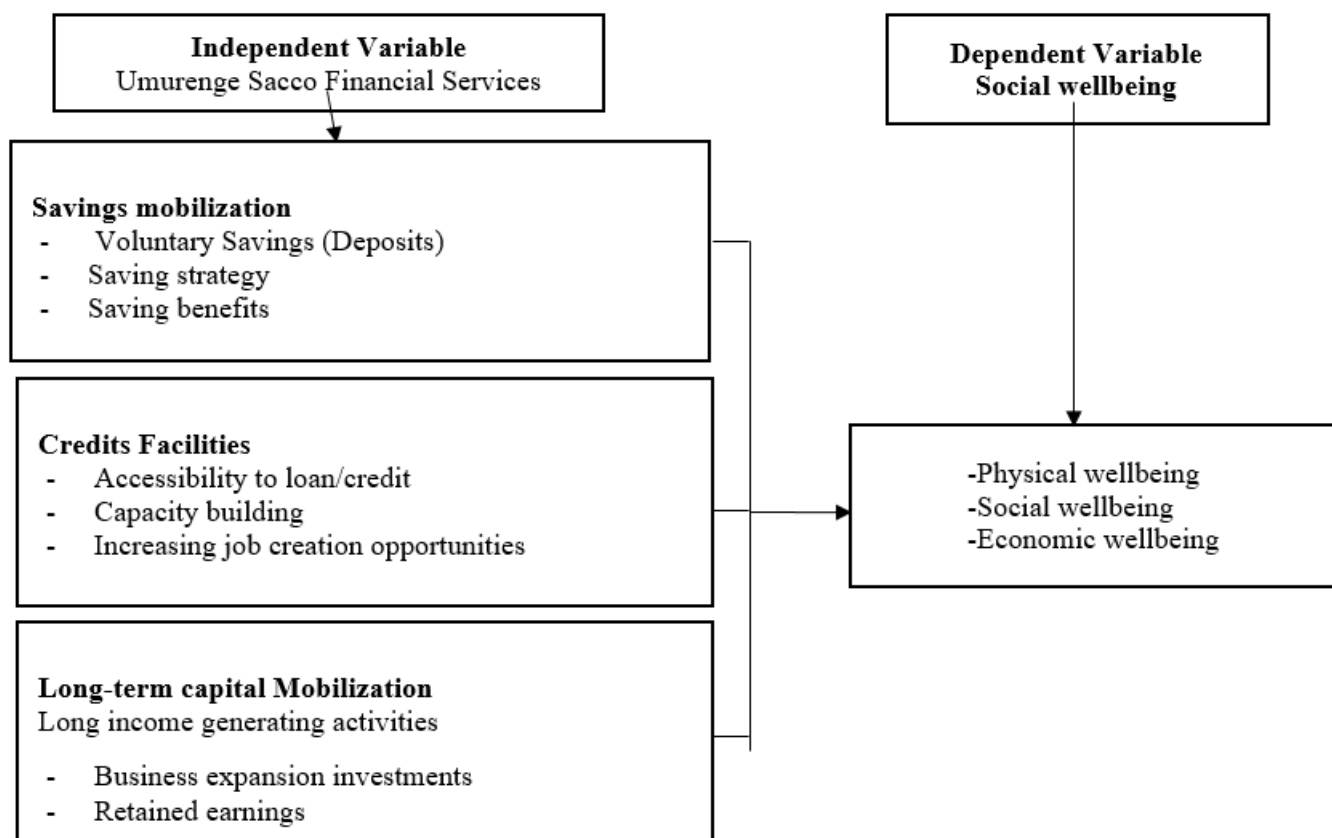 Independent Variable
Umurenge Sacco Financial Services
Dependent Variable
Social wellbeing
Savings mobilization
- Voluntary Savings (Deposits)
- Saving strategy
- Saving benefits
Credits Facilities
- Accessibility to loan/credit
- Capacity building
- Increasing job creation opportunities
Long-term capital Mobilization
Long income generating activities
- Business expansion investments
- Retained earnings
-Physical wellbeing
-Social wellbeing
-Economic wellbeing